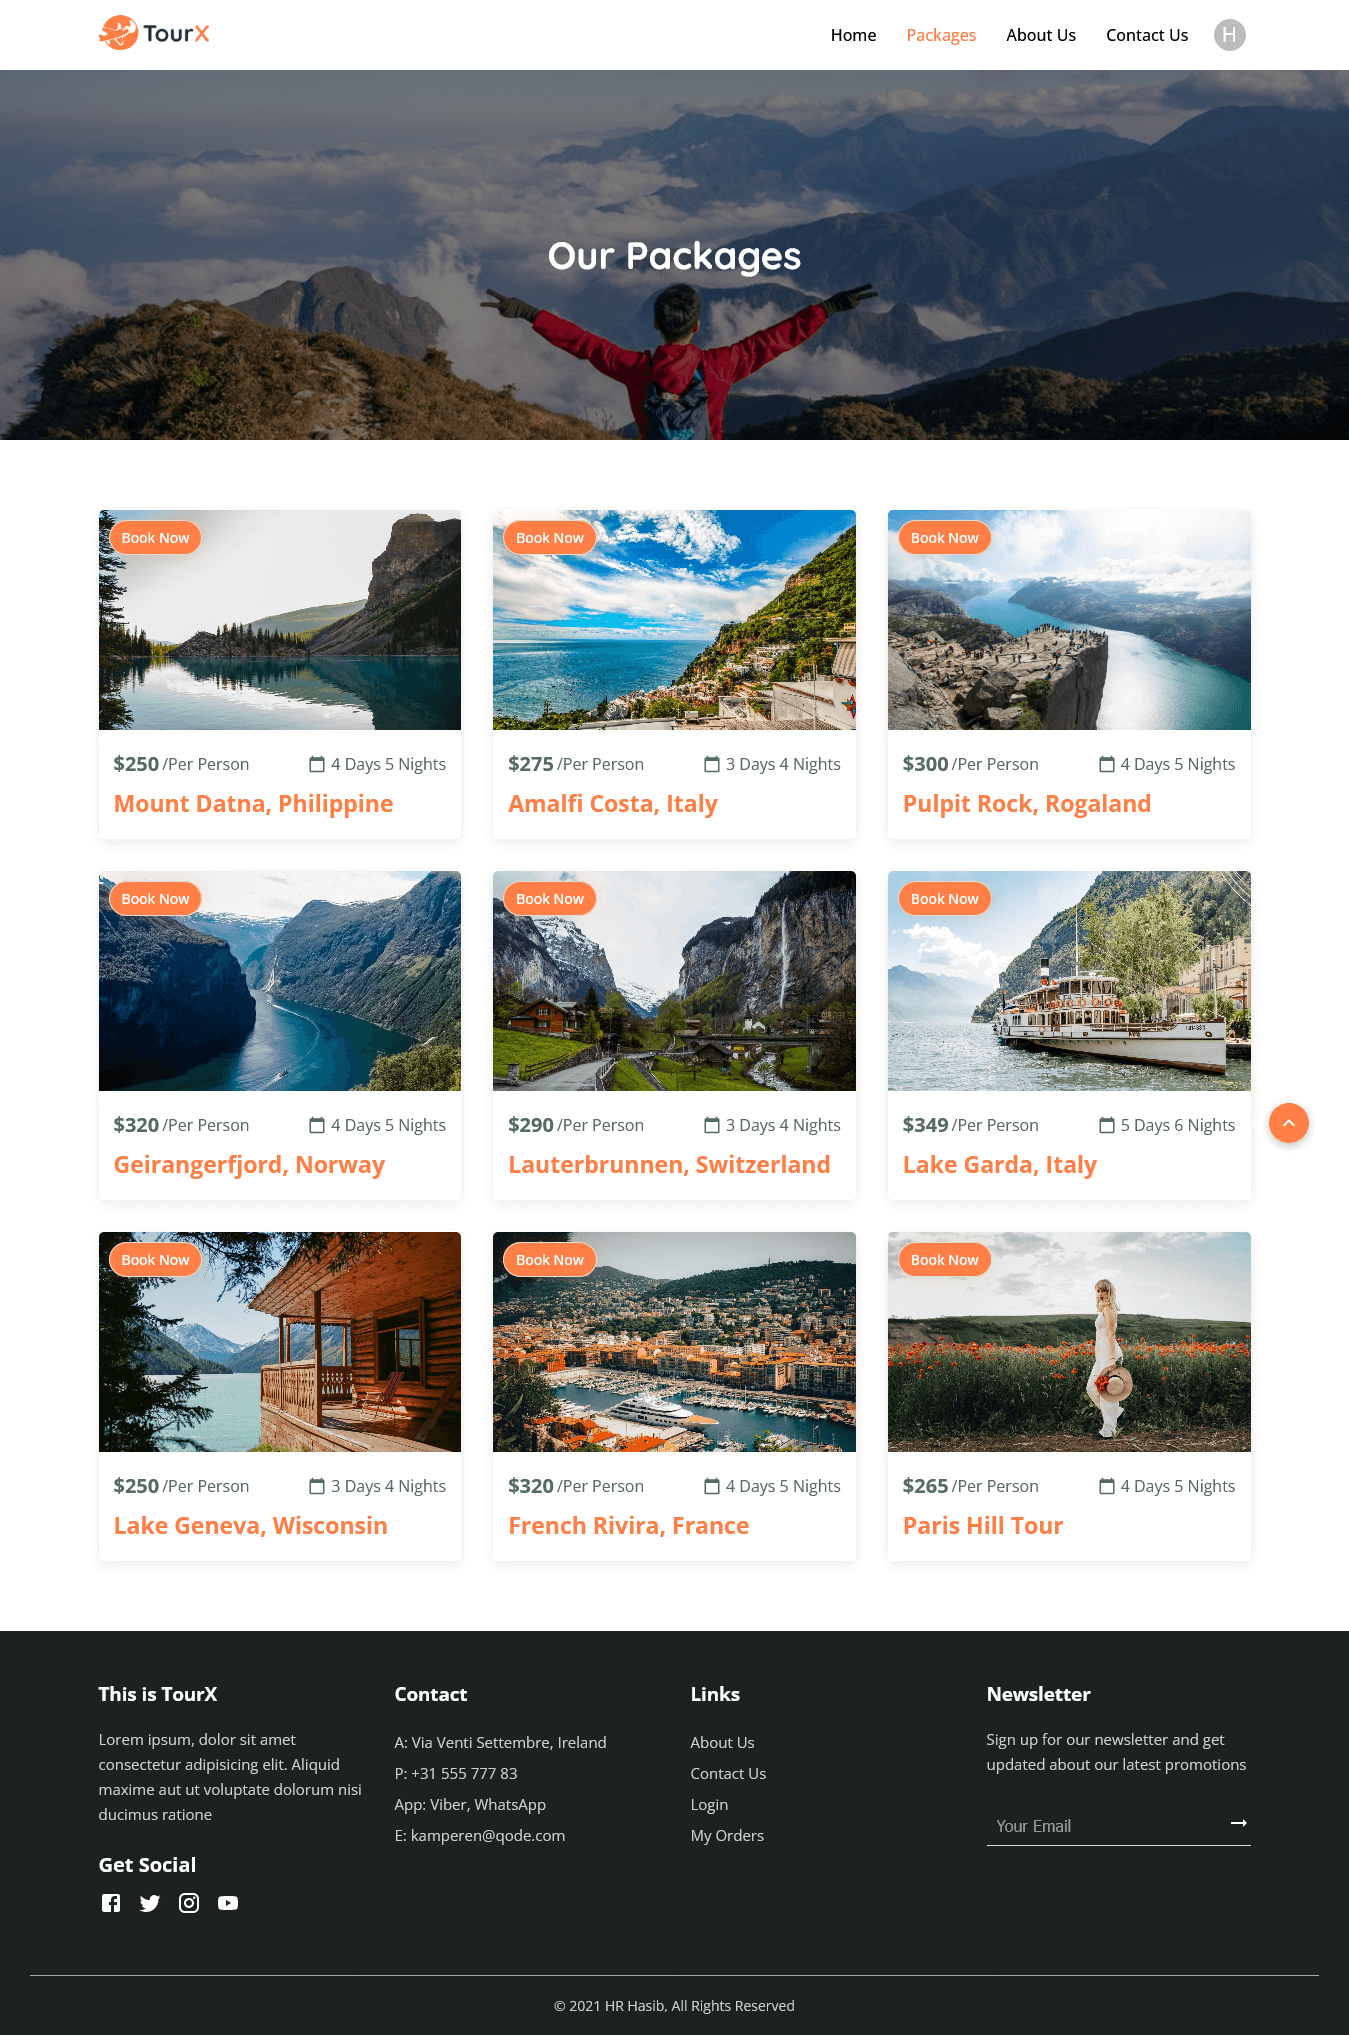 TourX
Home Packages About Us Contact Us H
Our Packages
Book Now Book Now Book Now
$250 /Per Person 4 Days 5 Nights
Mount Datna, Philippine
$275 /Per Person 3 Days 4 Nights
Amalfi Costa, Italy
$300 /Per Person 4 Days 5 Nights
Pulpit Rock, Rogaland
Book Now Book Now Book Now
$320 /Per Person 4 Days 5 Nights
Geirangerfjord, Norway
$290 /Per Person 3 Days 4 Nights
Lauterbrunnen, Switzerland
$349 /Per Person 5 Days 6 Nights
Lake Garda, Italy
Book Now Book Now Book Now
$250 /Per Person 3 Days 4 Nights
Lake Geneva, Wisconsin
$320 /Per Person 4 Days 5 Nights
French Rivira, France
$265 /Per Person 4 Days 5 Nights
Paris Hill Tour
This is TourX
Lorem ipsum, dolor sit amet
consectetur adipisicing elit. Aliquid
maxime aut ut voluptate dolorum nisi
ducimus ratione
Get Social
Contact
A: Via Venti Settembre, Ireland
P: +31 555 777 83
App: Viber, WhatsApp
E: kamperen@qode.com
Links
About Us
Contact Us
Login
My Orders
Newsletter
Sign up for our newsletter and get
updated about our latest promotions
Your Email
© 2021 HR Hasib, All Rights Reserved